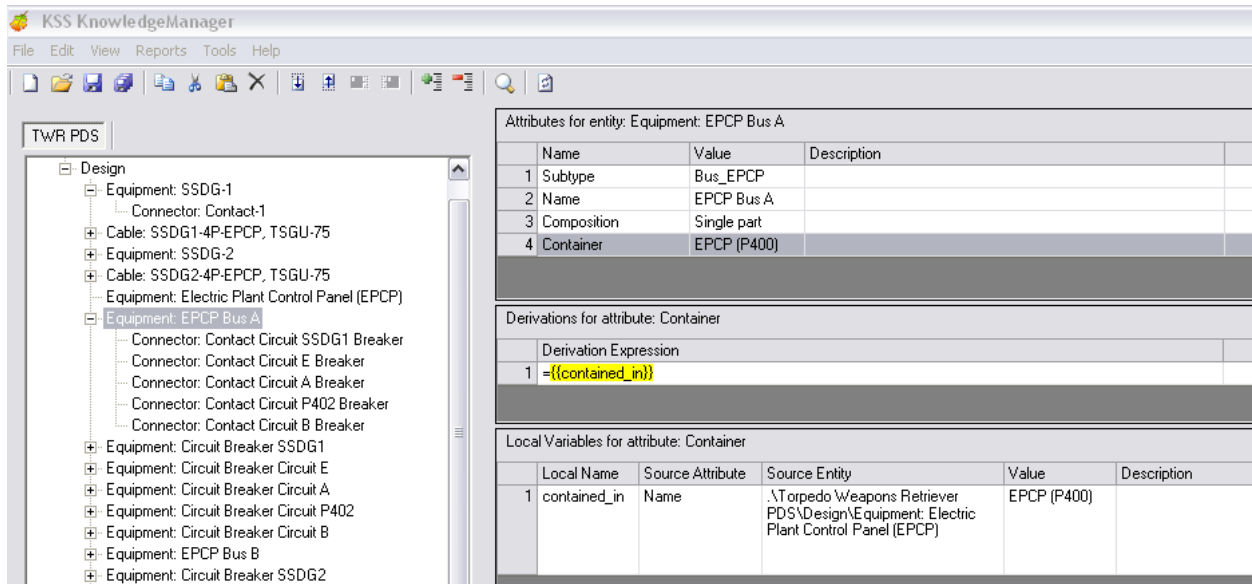 KSS KnowledgeManager
File Edit View Reports Tools Help
TWR PDS
Design
Equipment: SSDG-1
Connector: Contact-1
Cable: SSDG1-4P-EPCP, TSGU-75
Equipment: SSDG-2
Cable: SSDG2-4P-EPCP, TSGU-75
Equipment: Electric Plant Control Panel (EPCP)
Equipment: EPCP Bus A
Connector: Contact Circuit SSDG1 Breaker
Connector: Contact Circuit E Breaker
Connector: Contact Circuit A Breaker
Connector: Contact Circuit P402 Breaker
Connector: Contact Circuit B Breaker
Equipment: Circuit Breaker SSDG1
Equipment: Circuit Breaker Circuit E
Equipment: Circuit Breaker Circuit A
Equipment: Circuit Breaker Circuit P402
Equipment: Circuit Breaker Circuit B
Equipment: EPCP Bus B
Equipment: Circuit Breaker SSDG2
Attributes for entity: Equipment: EPCP Bus A
Name Value Description
1 Subtype Bus_EPCP
2 Name EPCP Bus A
3 Composition Single part
4 Container EPCP (P400)
Derivations for attribute: Container
Derivation Expression
1 ={{contained_in}}
Local Variables for attribute: Container
Local Name Source Attribute Source Entity Value Description
1 contained_in Name .\Torpedo Weapons Retriever EPCP (P400)
PDS\Design\Equipment: Electric
Plant Control Panel (EPCP)